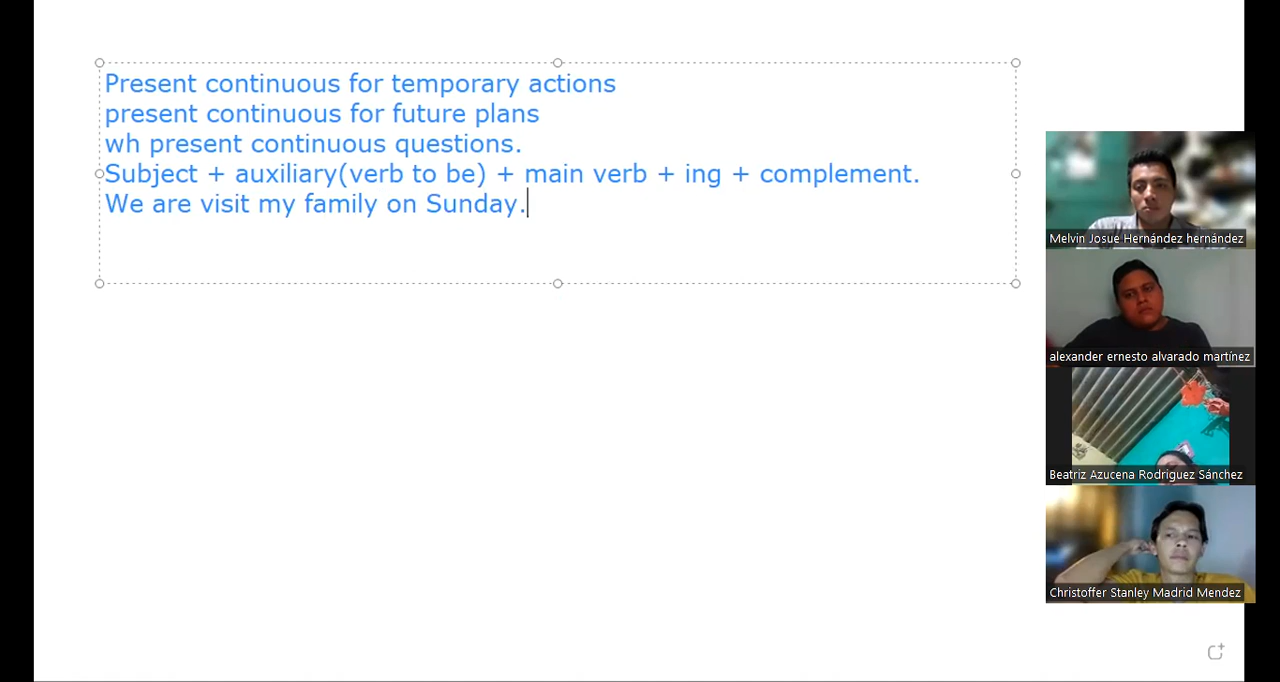 Present continuous for temporary actions
present continuous for future plans
wh present continuous questions.
Subject + auxiliary(verb to be) + main verb + ing + complement.
We are visit my family on Sunday.
Melvin Josue Hernández hernández
alexander ernesto alvarado martínez
Beatriz Azucena Rodríguez Sánchez
Christoffer Stanley Madrid Mendez